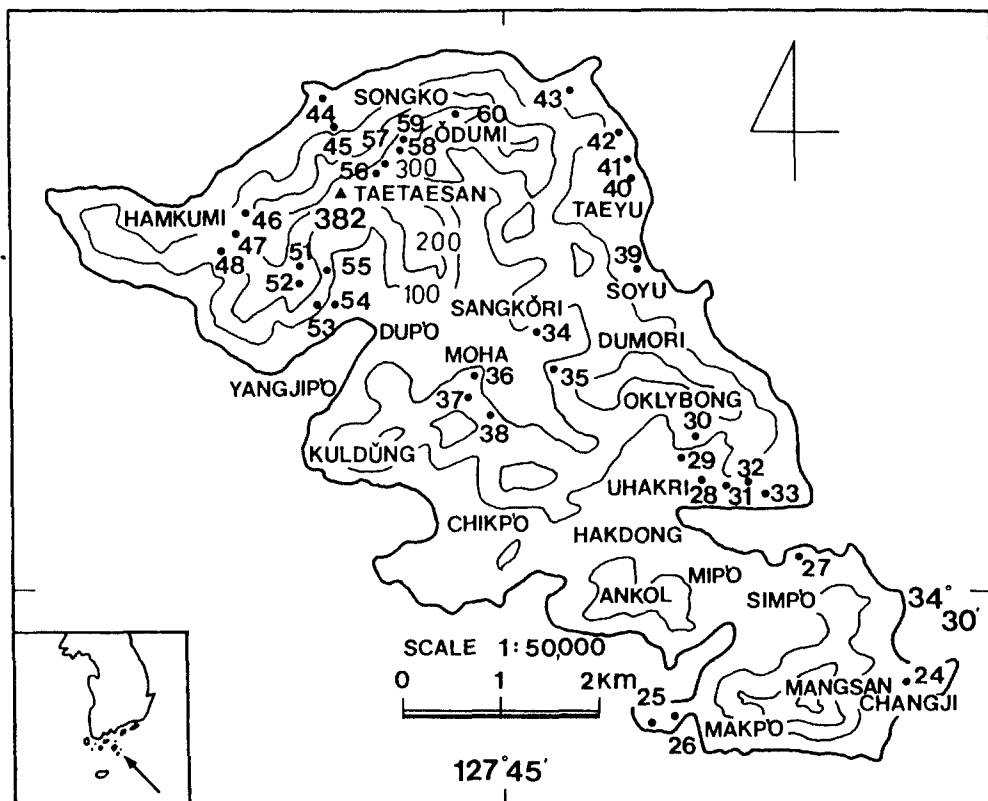 SONGKO
43
44
60
59
45
57
ŎDUMI
58
42
56
300
41
40
TAETAESAN
TAEYU
382
HAMKUMI
46
47
200
48
51
55
39
52
100
SOYU
54
53
SANGKŎRI
34
DUP'O
DUMORI
MOHA
36
35
YANGJIP'O
37
OKLYBONG
38
30
KULDŬNG
29
32
UHAKRI
28
31
33
CHIKP'O
HAKDONG
27
MIP'O
ANKOL
SIMP'O
34°
30'
SCALE 1:50,000
0 1 2Km
24
MANGSAN
CHANGJI
25
MAKP'O
26
127°45'